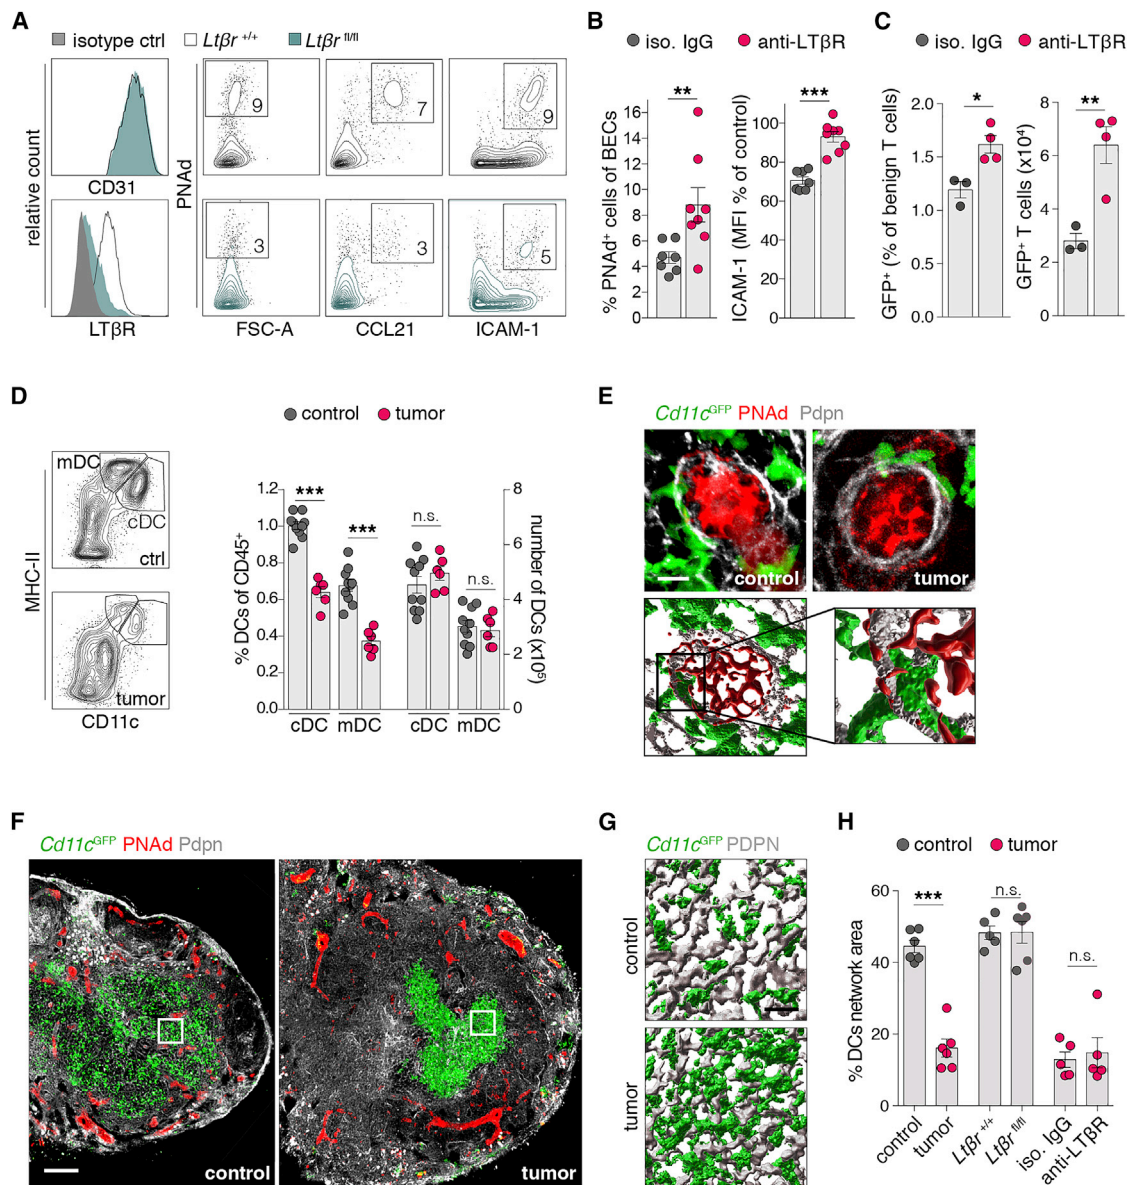 A
isotype ctrl Ltβr +/+ Ltβr fl/fl
relative count
CD31
LTβR
PNAd
9
7
9
3
3
5
FSC-A
CCL21
ICAM-1
B
iso. IgG anti-LTβR
% PNAd+ cells of BECs
16
14
12
10
8
6
4
2
0
**
ICAM-1 (MFI % of control)
100
80
60
40
20
0
***
C
iso. IgG anti-LTβR
GFP+ (% of benign T cells)
2.0
1.5
1.0
0.5
0.0
*
GFP+ T cells (x10⁴)
8
6
4
2
0
**
D
control tumor
MHC-II
mDC
cDC
ctrl
tumor
CD11c
% DCs of CD45+
1.2
1.0
0.8
0.6
0.4
0.2
0
***
***
n.s.
n.s.
8
6
4
2
0
number of DCs (x10⁵)
cDC mDC cDC mDC
E
Cd11cGFP PNAd Pdpn
control
tumor
F
Cd11cGFP PNAd Pdpn
control
tumor
G
Cd11cGFP PDPN
control
tumor
H
control tumor
% DCs network area
60
40
20
0
***
n.s.
n.s.
control
tumor
Ltβr +/+
Ltβr fl/fl
iso. IgG
anti-LTβR